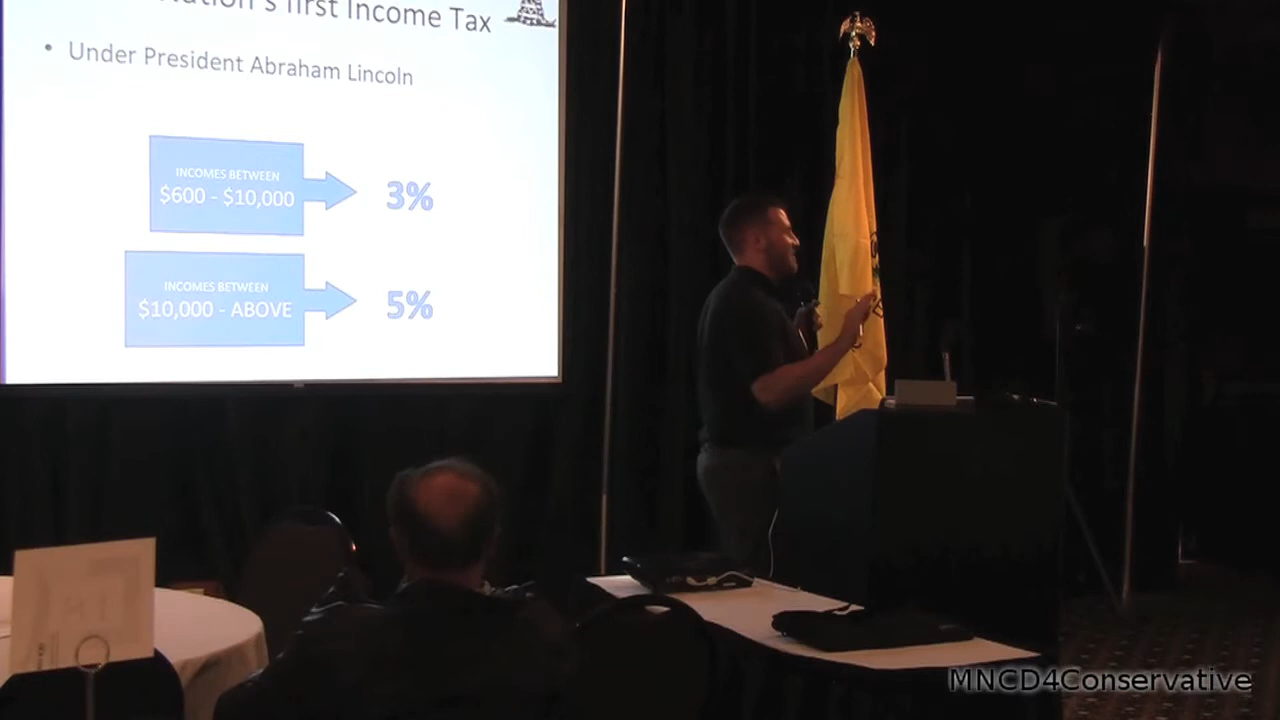 Nation's first Income Tax
• Under President Abraham Lincoln
INCOMES BETWEEN
$600 - $10,000
3%
INCOMES BETWEEN
$10,000 - ABOVE
5%
MNCD4Conservative